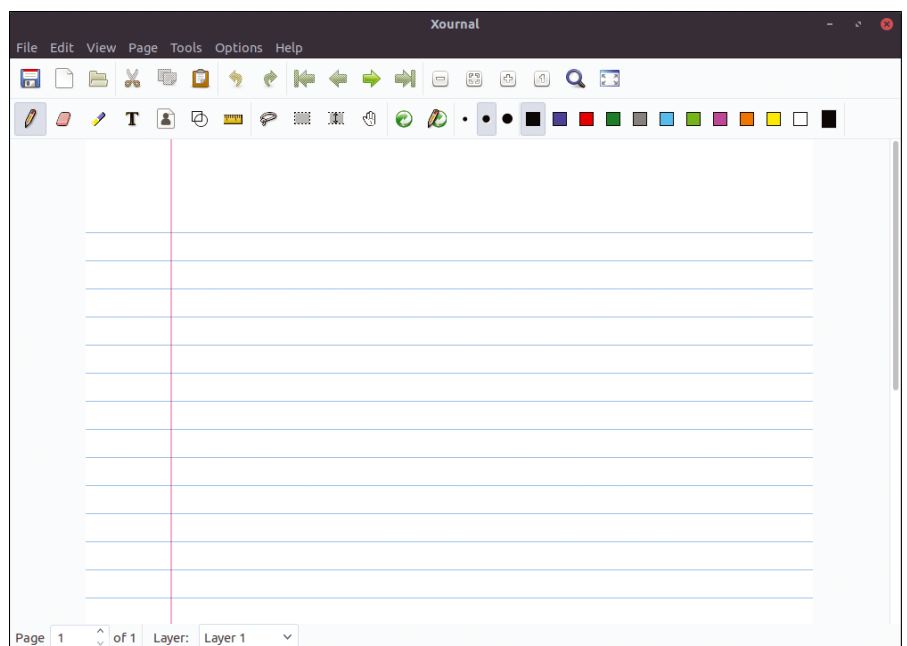 Xournal
File Edit View Page Tools Options Help
T
Page 1 of 1 Layer: Layer 1